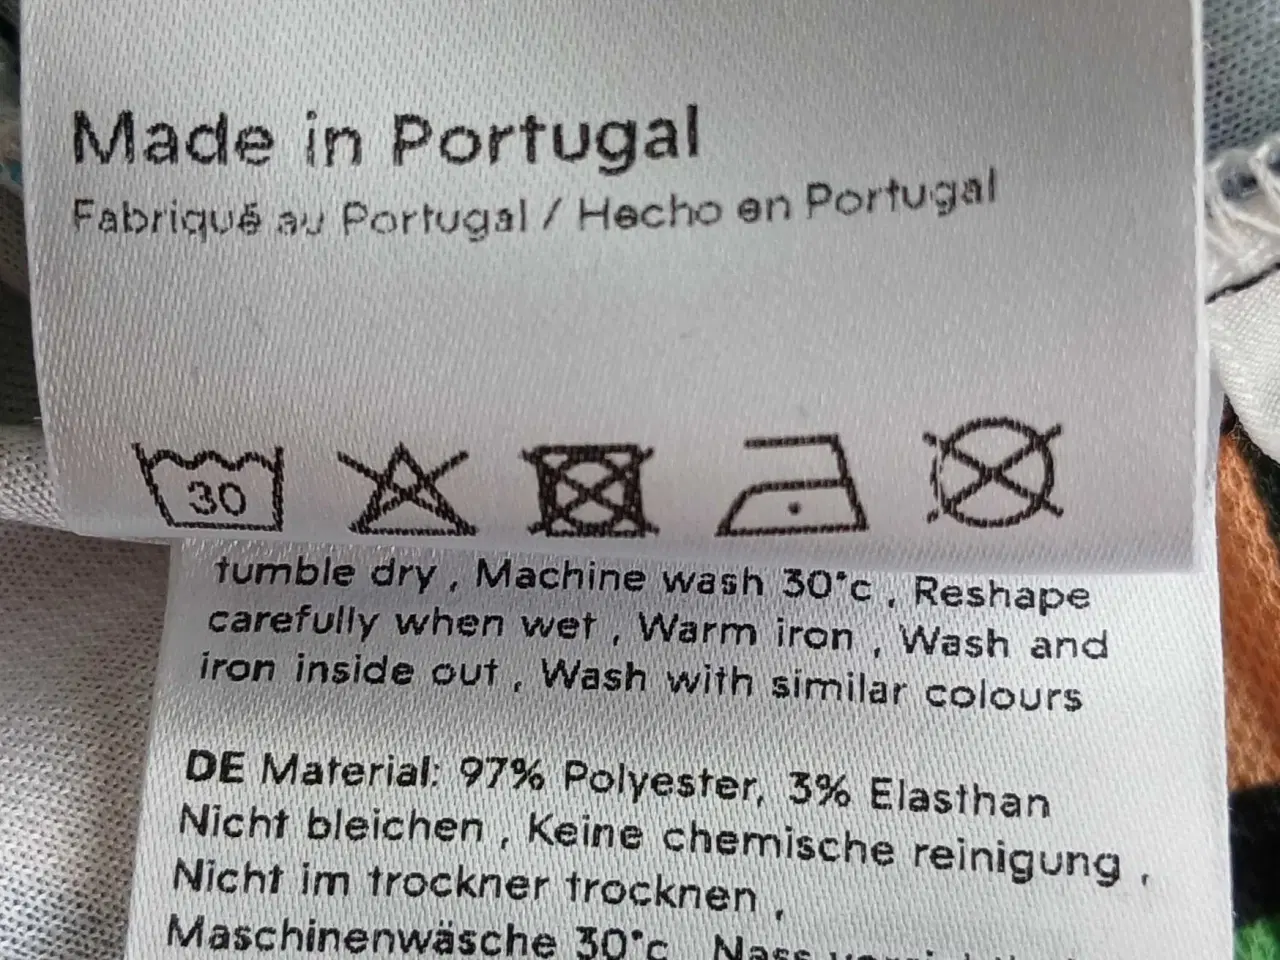 Made in Portugal
Fabriqué au Portugal / Hecho en Portugal
30
tumble dry , Machine wash 30°c , Reshape
carefully when wet , Warm iron , Wash and
iron inside out , Wash with similar colours
DE Material: 97% Polyester, 3% Elasthan
Nicht bleichen , Keine chemische reinigung ,
Nicht im trockner trocknen ,
Maschinenwäsche 30°c Nass